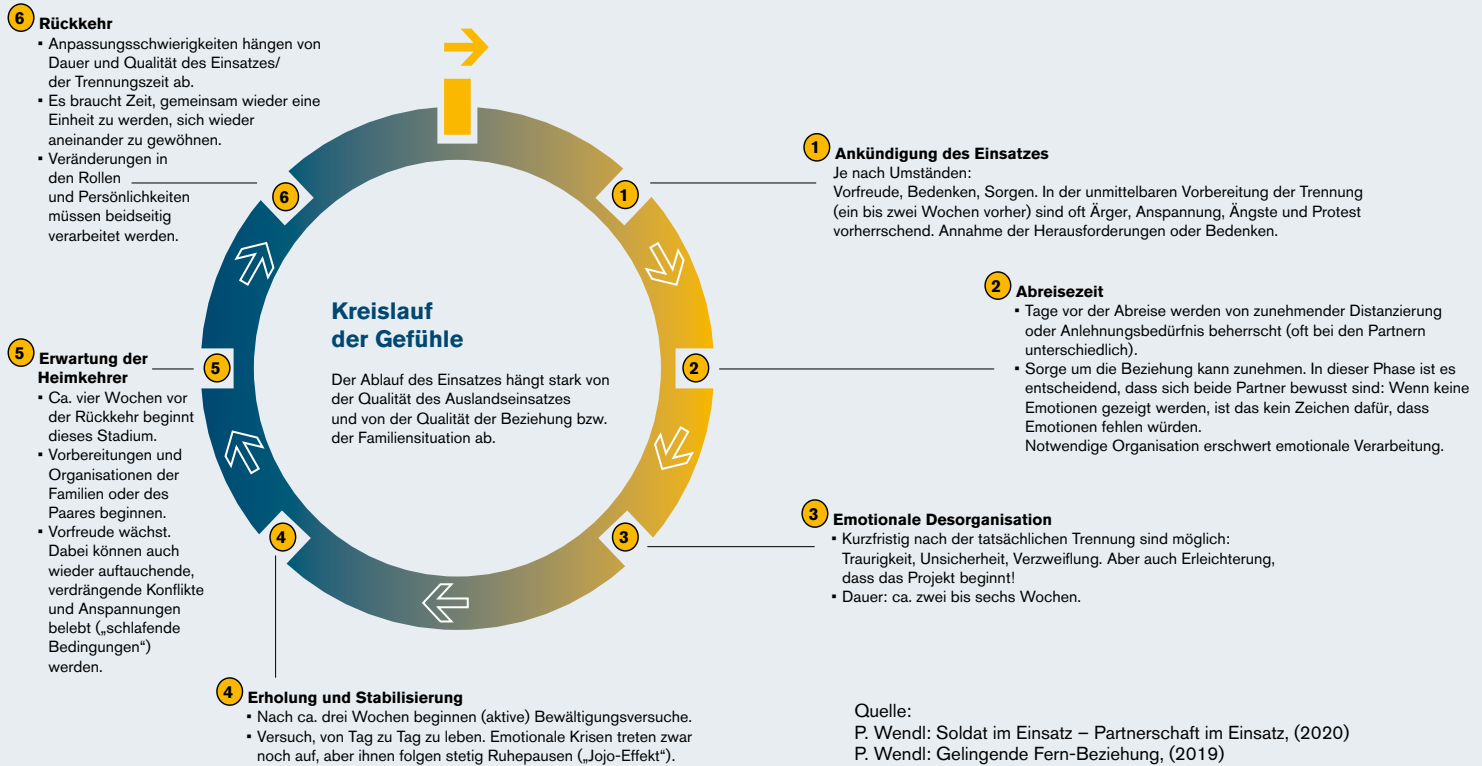 Kreislauf
der Gefühle
Der Ablauf des Einsatzes hängt stark von
der Qualität des Auslandseinsatzes
und von der Qualität der Beziehung bzw.
der Familiensituation ab.
1
Ankündigung des Einsatzes
Je nach Umständen:
Vorfreude, Bedenken, Sorgen. In der unmittelbaren Vorbereitung der Trennung
(ein bis zwei Wochen vorher) sind oft Ärger, Anspannung, Ängste und Protest
vorherrschend. Annahme der Herausforderungen oder Bedenken.
2
Abreisezeit
▪ Tage vor der Abreise werden von zunehmender Distanzierung
oder Anlehnungsbedürfnis beherrscht (oft bei den Partnern
unterschiedlich).
▪ Sorge um die Beziehung kann zunehmen. In dieser Phase ist es
entscheidend, dass sich beide Partner bewusst sind: Wenn keine
Emotionen gezeigt werden, ist das kein Zeichen dafür, dass
Emotionen fehlen würden.
Notwendige Organisation erschwert emotionale Verarbeitung.
3
Emotionale Desorganisation
▪ Kurzfristig nach der tatsächlichen Trennung sind möglich:
Traurigkeit, Unsicherheit, Verzweiflung. Aber auch Erleichterung,
dass das Projekt beginnt!
▪ Dauer: ca. zwei bis sechs Wochen.
4
Erholung und Stabilisierung
▪ Nach ca. drei Wochen beginnen (aktive) Bewältigungsversuche.
▪ Versuch, von Tag zu Tag zu leben. Emotionale Krisen treten zwar
noch auf, aber ihnen folgen stetig Ruhepausen („Jojo-Effekt“).
5
Erwartung der
Heimkehrer
▪ Ca. vier Wochen vor
der Rückkehr beginnt
dieses Stadium.
▪ Vorbereitungen und
Organisationen der
Familien oder des
Paares beginnen.
▪ Vorfreude wächst.
Dabei können auch
wieder auftauchende,
verdrängende Konflikte
und Anspannungen
belebt („schlafende
Bedingungen“)
werden.
6
Rückkehr
▪ Anpassungsschwierigkeiten hängen von
Dauer und Qualität des Einsatzes/
der Trennungszeit ab.
▪ Es braucht Zeit, gemeinsam wieder eine
Einheit zu werden, sich wieder
aneinander zu gewöhnen.
▪ Veränderungen in
den Rollen
und Persönlichkeiten
müssen beidseitig
verarbeitet werden.
1
2
3
4
5
6
Quelle:
P. Wendl: Soldat im Einsatz – Partnerschaft im Einsatz, (2020)
P. Wendl: Gelingende Fern-Beziehung, (2019)